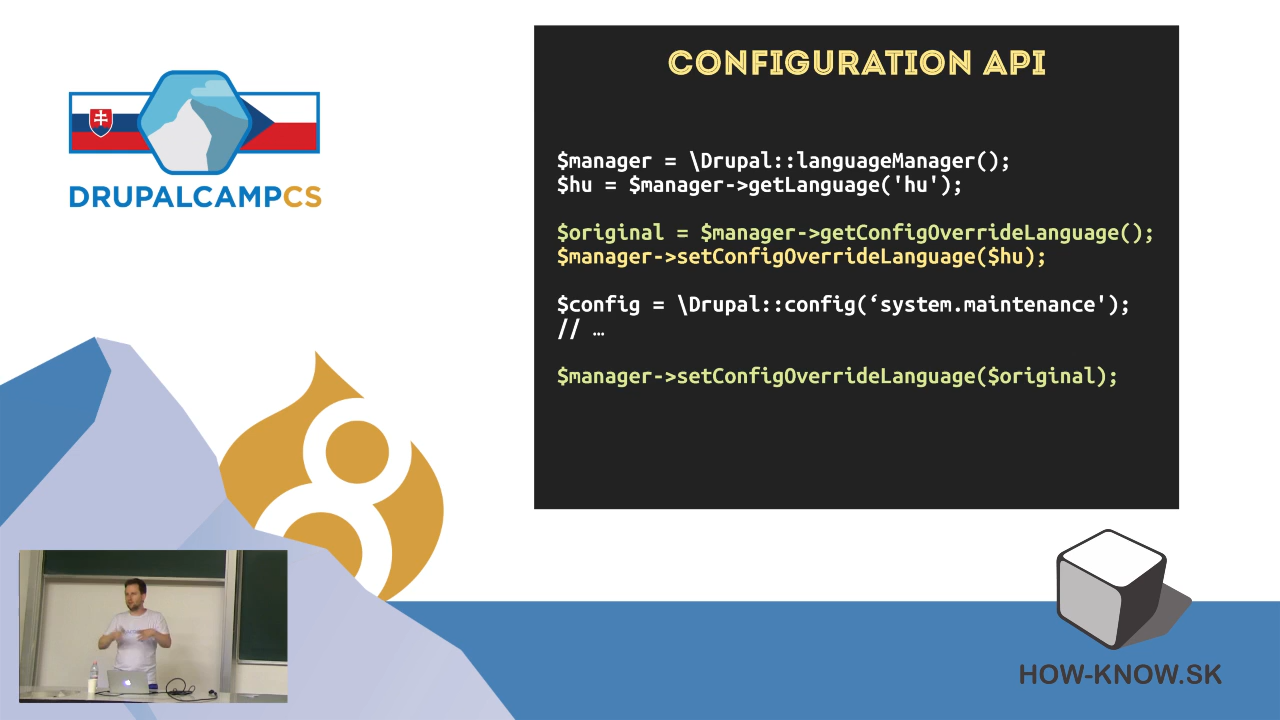 DRUPALCAMPCS
CONFIGURATION API
$manager = \Drupal::languageManager();
$hu = $manager->getLanguage('hu');
$original = $manager->getConfigOverrideLanguage();
$manager->setConfigOverrideLanguage($hu);
$config = \Drupal::config(‘system.maintenance');
// …
$manager->setConfigOverrideLanguage($original);
HOW-KNOW.SK